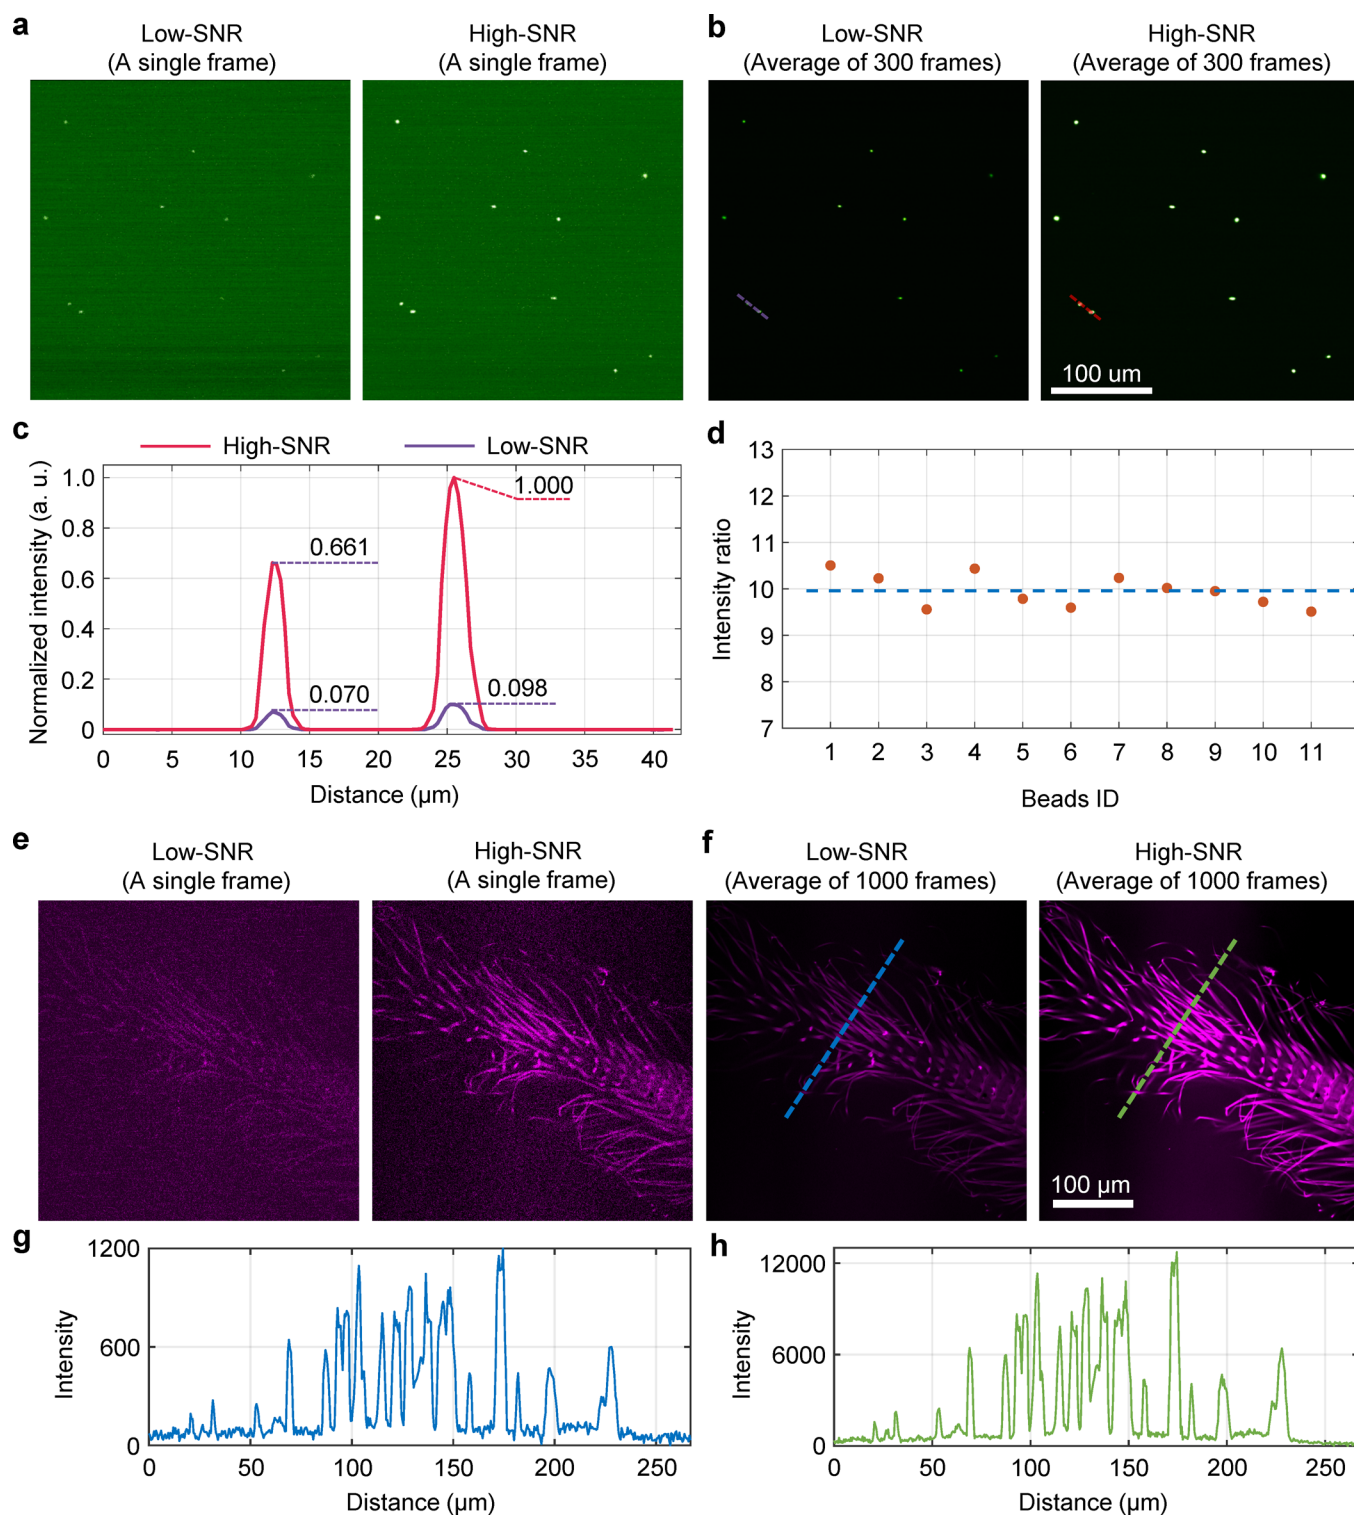 a
Low-SNR
(A single frame)
High-SNR
(A single frame)
b
Low-SNR
(Average of 300 frames)
High-SNR
(Average of 300 frames)
100 um
c
High-SNR
Low-SNR
Normalized intensity (a. u.)
1.0
0.8
0.6
0.4
0.2
0
1.000
0.661
0.070
0.098
0 5 10 15 20 25 30 35 40
Distance (µm)
d
Intensity ratio
13
12
11
10
9
8
7
1 2 3 4 5 6 7 8 9 10 11
Beads ID
e
Low-SNR
(A single frame)
High-SNR
(A single frame)
f
Low-SNR
(Average of 1000 frames)
High-SNR
(Average of 1000 frames)
100 µm
g
Intensity
1200
600
0
0 50 100 150 200 250
Distance (µm)
h
Intensity
12000
6000
0
0 50 100 150 200 250
Distance (µm)